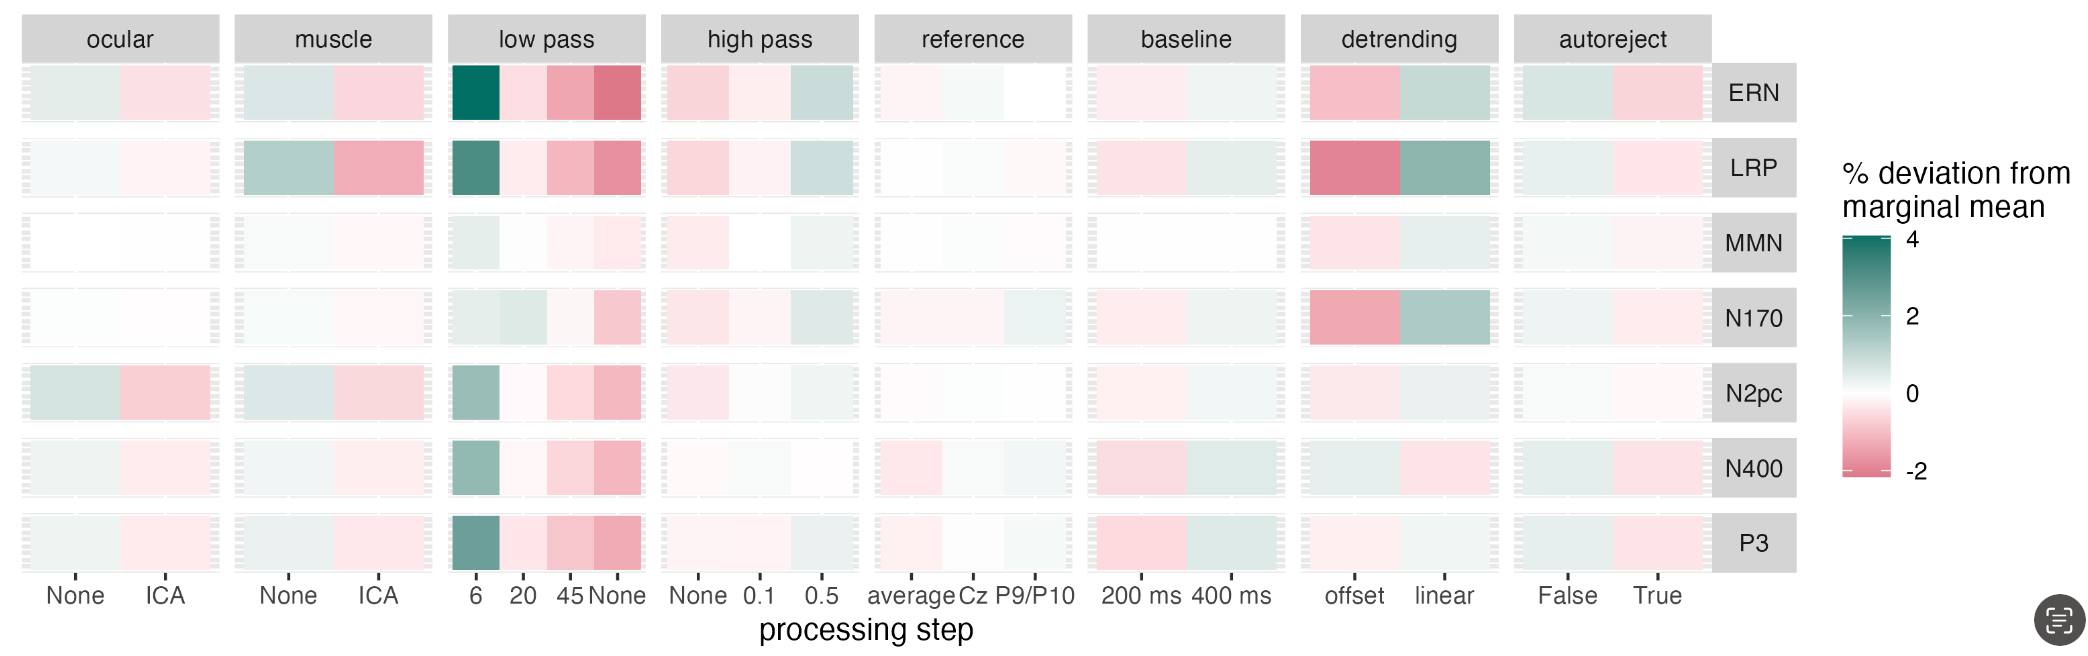 ocular muscle low pass high pass reference baseline detrending autoreject
ERN
LRP
MMN
N170
N2pc
N400
P3
None ICA None ICA 6 20 45 None None 0.1 0.5 average Cz P9/P10 200 ms 400 ms offset linear False True
processing step
% deviation from
marginal mean
4
2
0
-2